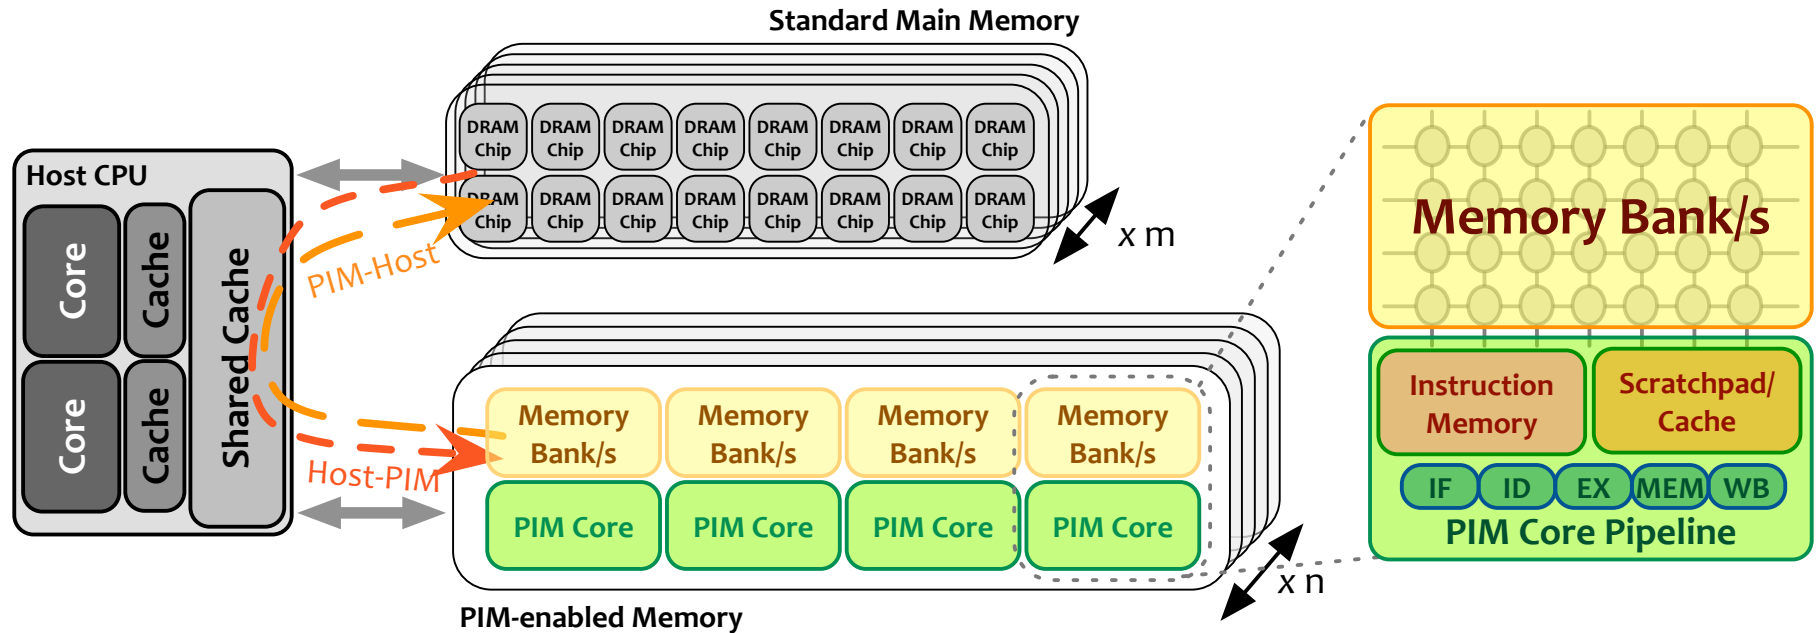 Standard Main Memory
DRAM DRAM DRAM DRAM DRAM DRAM DRAM DRAM
Chip Chip Chip Chip Chip Chip Chip Chip
DRAM DRAM DRAM DRAM DRAM DRAM DRAM DRAM
Chip Chip Chip Chip Chip Chip Chip Chip
x m
Host CPU
Core
Cache
Core
Cache
Shared Cache
PIM-Host
Host-PIM
Memory Memory Memory Memory
Bank/s Bank/s Bank/s Bank/s
PIM Core PIM Core PIM Core PIM Core
x n
PIM-enabled Memory
Memory Bank/s
Instruction
Memory
Scratchpad/
Cache
IF ID EX MEM WB
PIM Core Pipeline